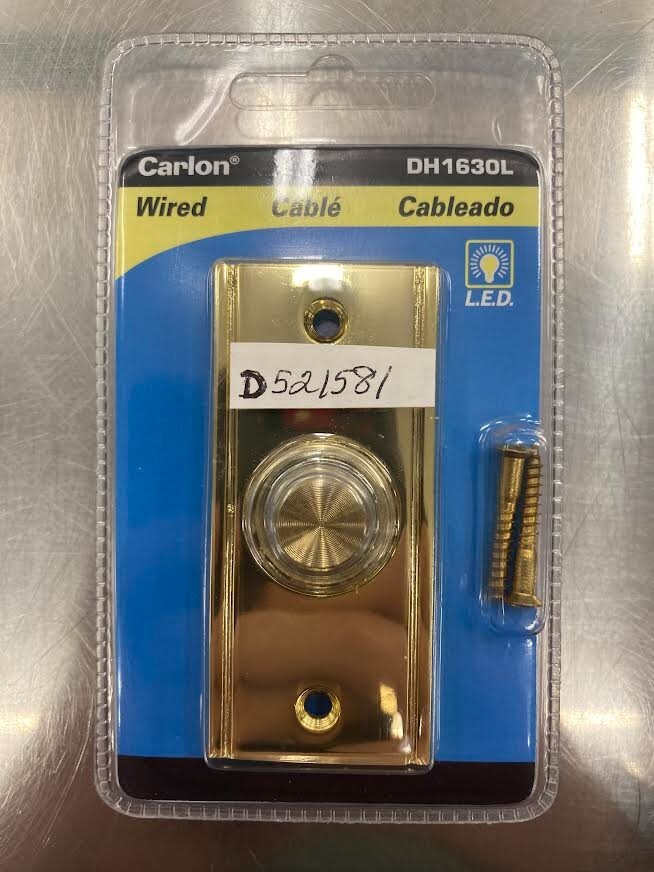 Carlon® DH1630L
Wired Cablé Cableado
L.E.D.
D521581